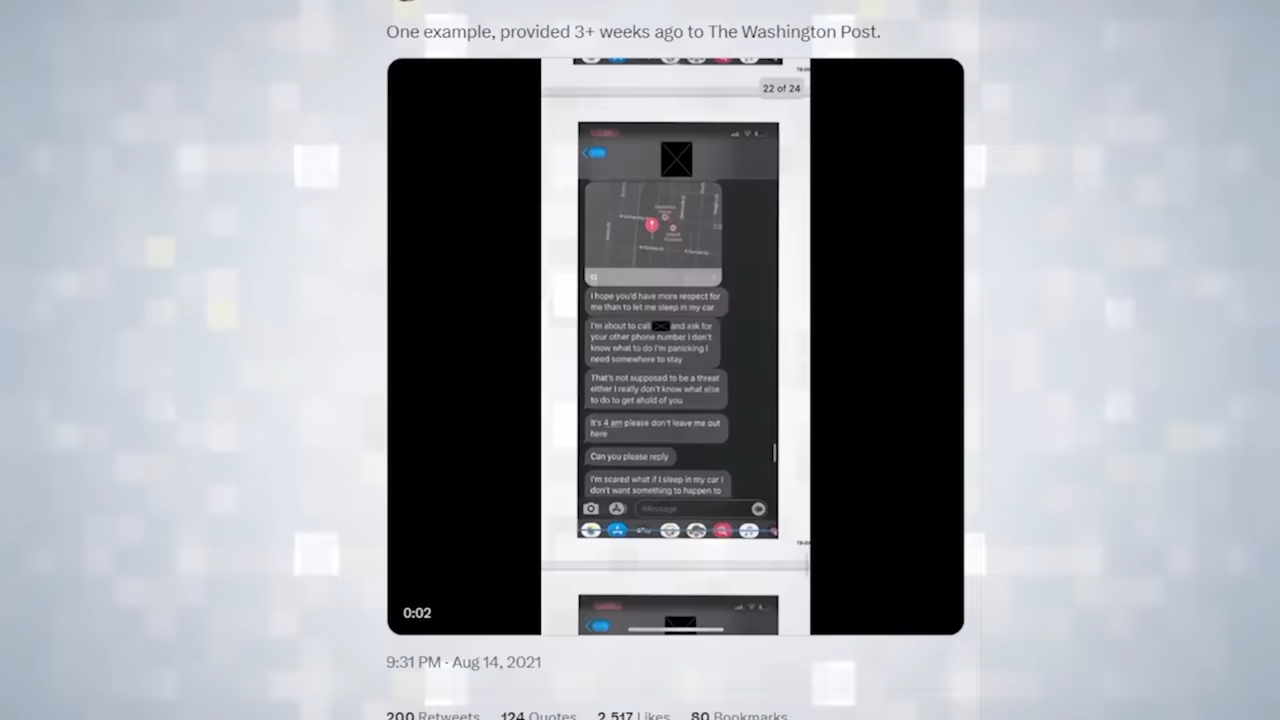 One example, provided 3+ weeks ago to The Washington Post.
22 of 24
I hope you'd have more respect for
me than to let me sleep in my car
I'm about to call and ask for
your other phone number I don't
know what to do I'm panicking I
need somewhere to stay
That's not supposed to be a threat
either I really don't know what else
to do to get ahold of you
It's 4 am please don't leave me out
here
Can you please reply
I'm scared what if I sleep in my car I
don't want something to happen to
iMessage
0:02
9:31 PM · Aug 14, 2021
200 Retweets 124 Quotes 2,517 Likes 80 Bookmarks